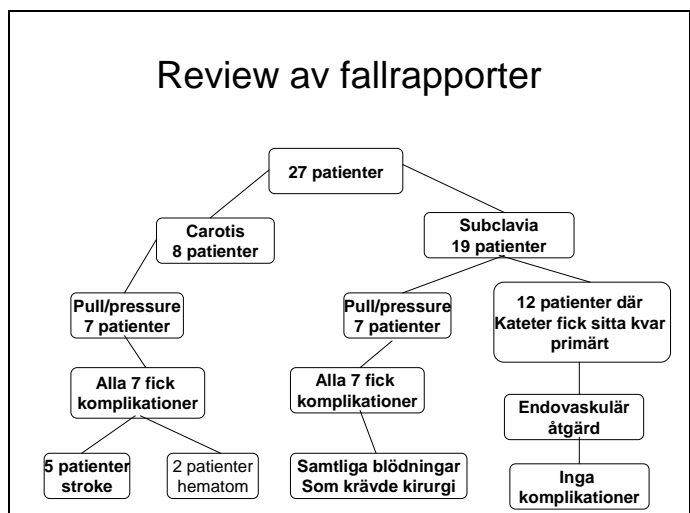 Review av fallrapporter
27 patienter
Carotis
8 patienter
Subclavia
19 patienter
Pull/pressure
7 patienter
Pull/pressure
7 patienter
12 patienter där
Kateter fick sitta kvar
primärt
Alla 7 fick
komplikationer
Alla 7 fick
komplikationer
Endovaskulär
åtgärd
5 patienter
stroke
2 patienter
hematom
Samtliga blödningar
Som krävde kirurgi
Inga
komplikationer